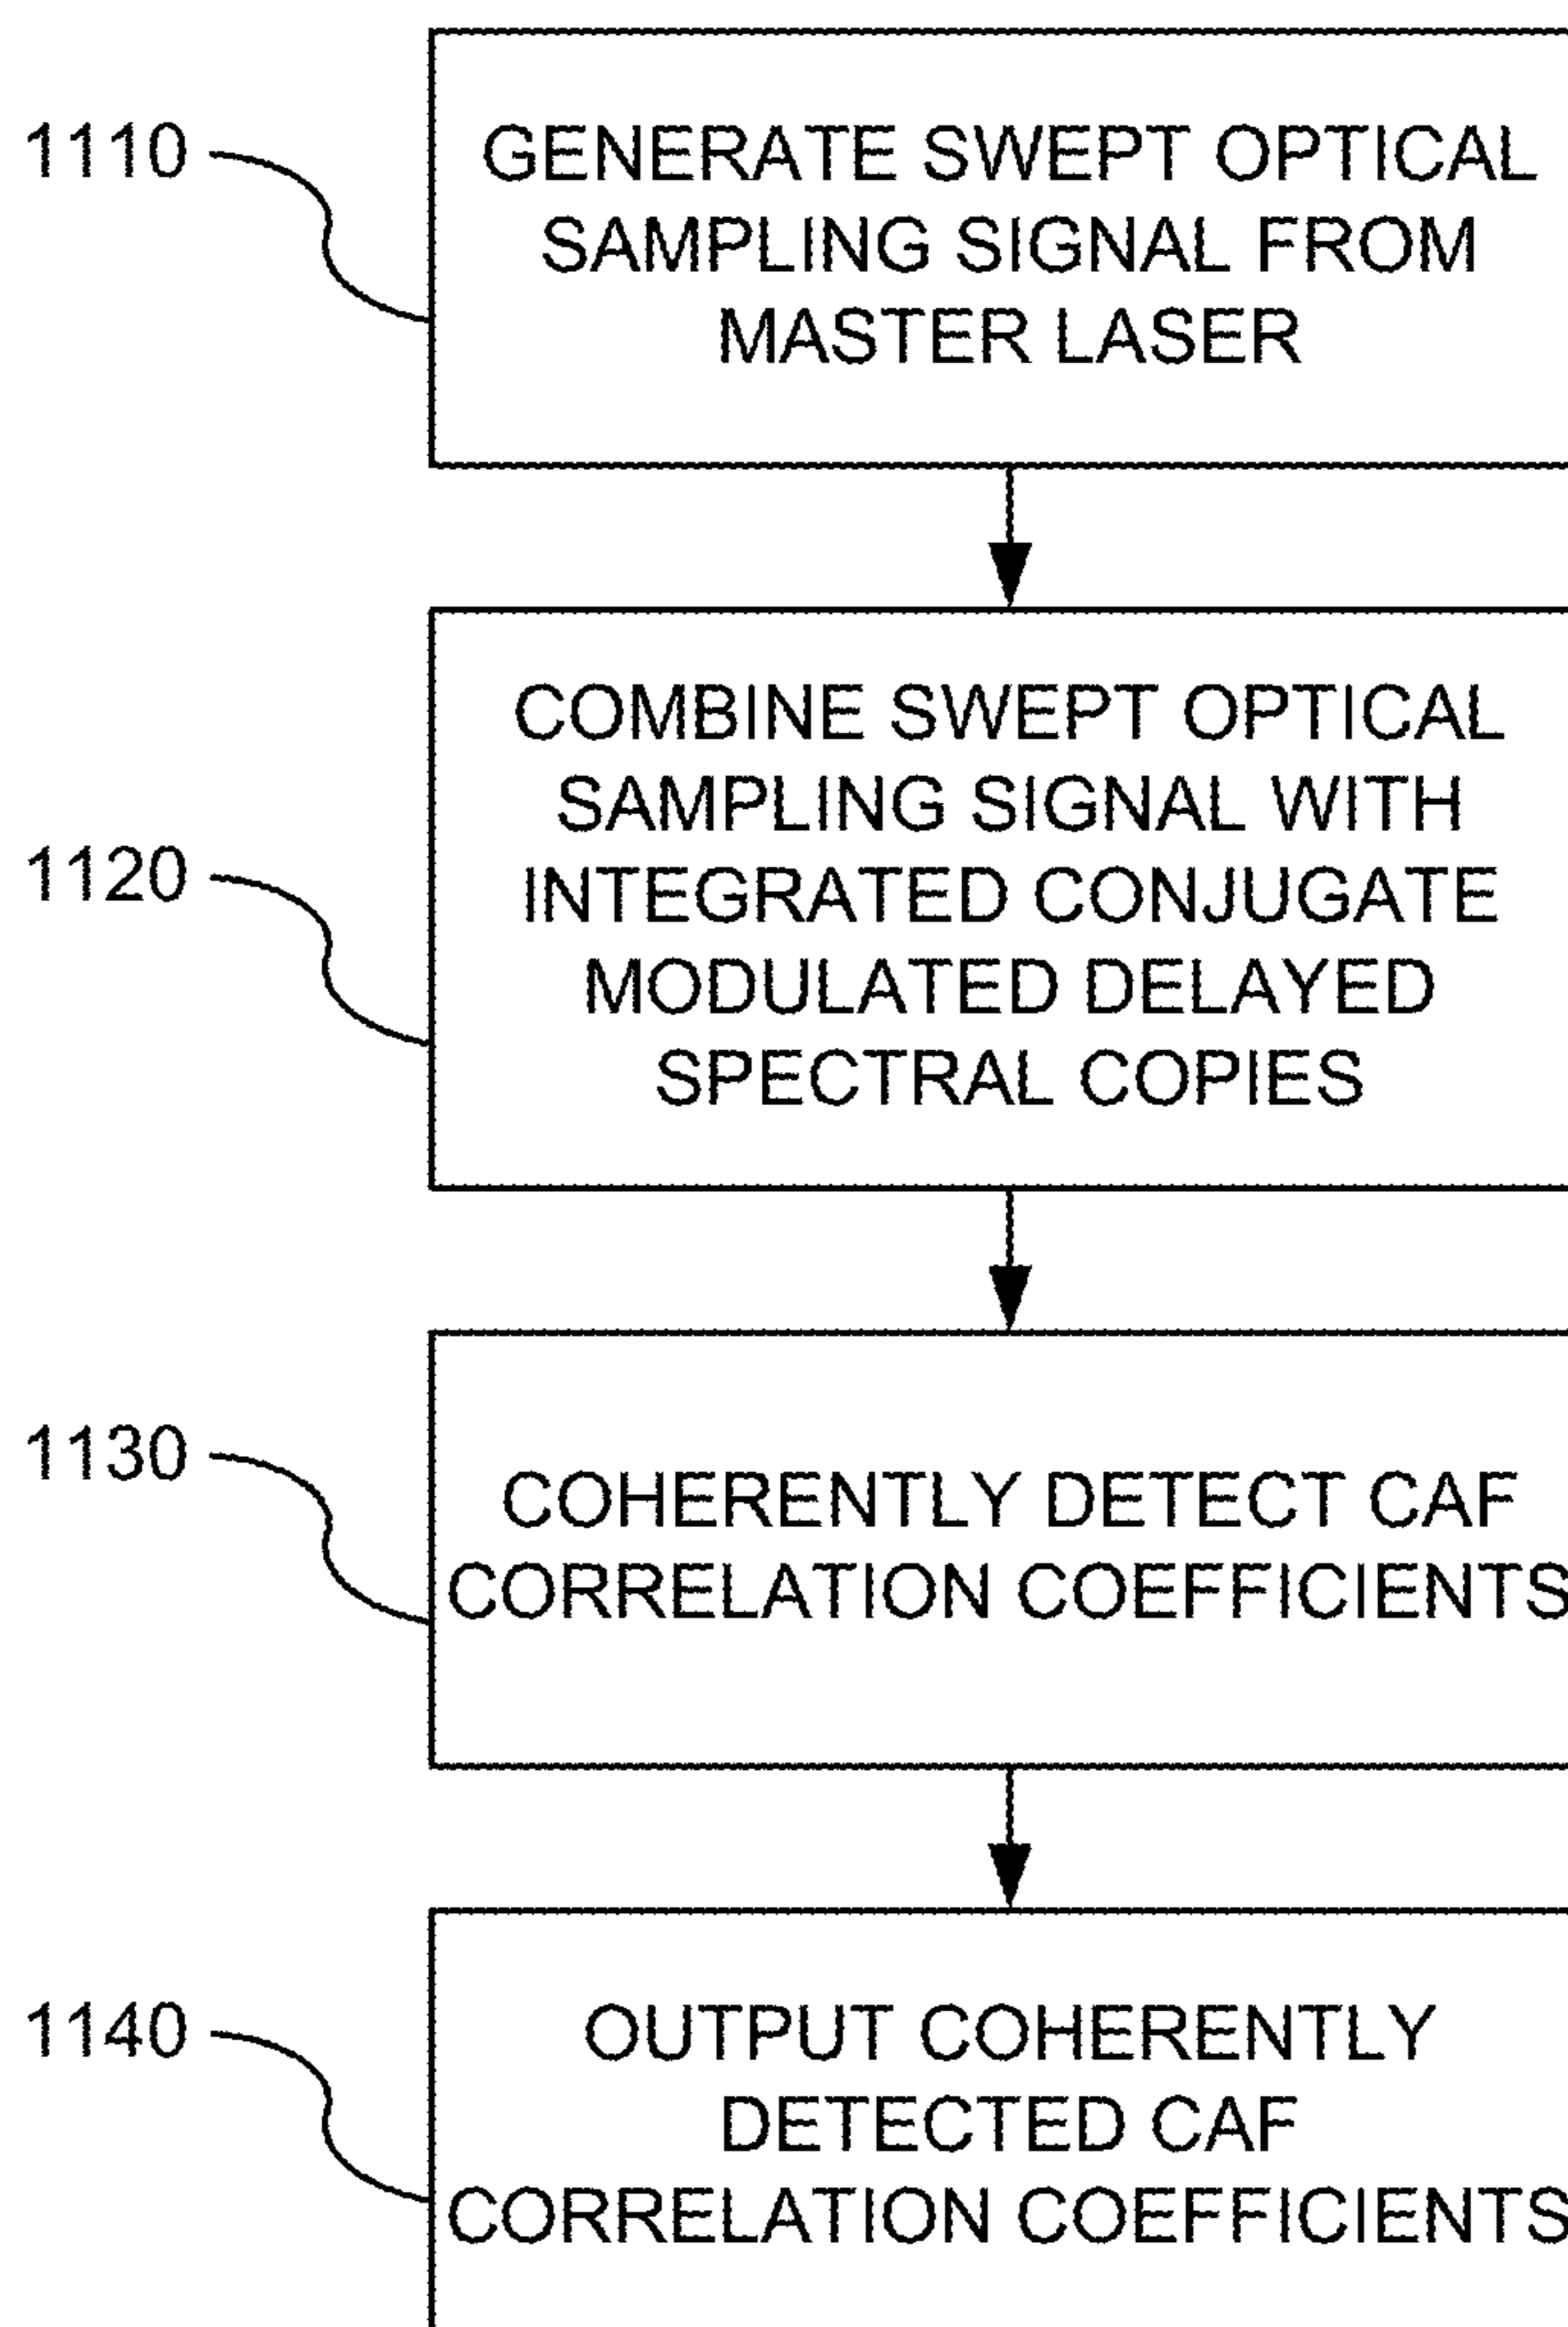 1110
GENERATE SWEPT OPTICAL
SAMPLING SIGNAL FROM
MASTER LASER
1120
COMBINE SWEPT OPTICAL
SAMPLING SIGNAL WITH
INTEGRATED CONJUGATE
MODULATED DELAYED
SPECTRAL COPIES
1130
COHERENTLY DETECT CAF
CORRELATION COEFFICIENTS
1140
OUTPUT COHERENTLY
DETECTED CAF
CORRELATION COEFFICIENTS